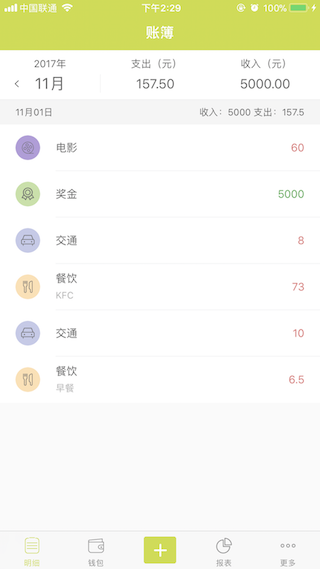 中国联通 下午2:29 100%
账簿
2017年 支出（元） 收入（元）
11月 157.50 5000.00
11月01日 收入：5000 支出：157.5
电影 60
奖金 5000
交通 8
餐饮
KFC 73
交通 10
餐饮
早餐 6.5
明细 钱包 报表 更多